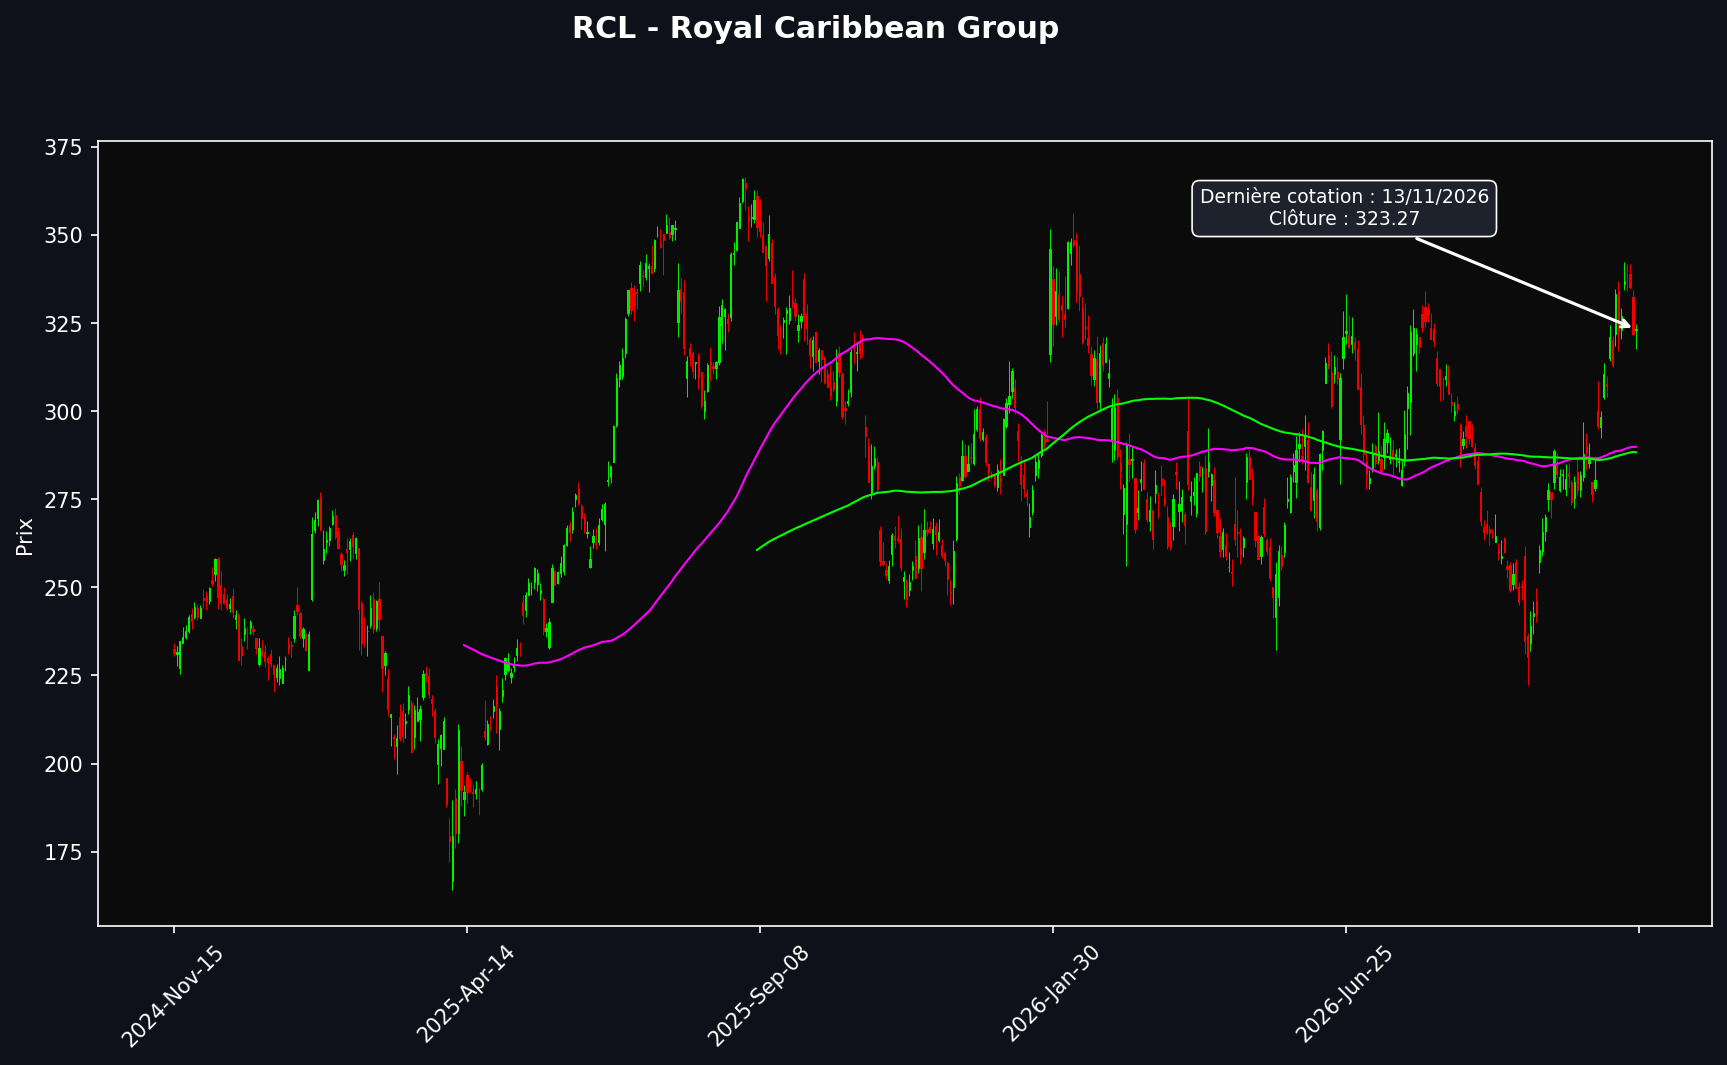 RCL - Royal Caribbean Group
375
350
325
300
275
250
225
200
175
Prix
Dernière cotation : 13/11/2026
Clôture : 323.27
2024-Nov-15
2025-Apr-14
2025-Sep-08
2026-Jan-30
2026-Jun-25